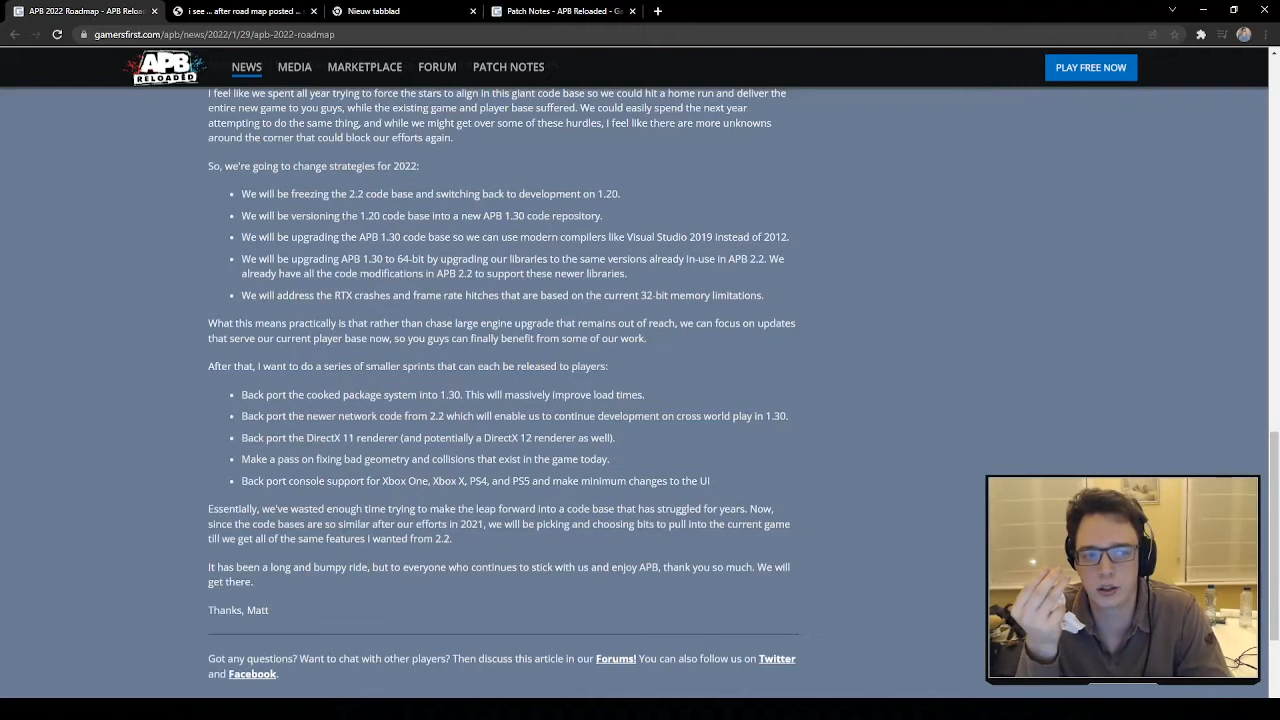 APB 2022 Roadmap - APB Reloaded -
i see ... after road map posted ..
Nieuw tabblad
Patch Notes - APB Reloaded - Ga
gamersfirst.com/apb/news/2022/1/29/apb-2022-roadmap
APB
RELOADED
NEWS
MEDIA
MARKETPLACE
FORUM
PATCH NOTES
PLAY FREE NOW
I feel like we spent all year trying to force the stars to align in this giant code base so we could hit a home run and deliver the
entire new game to you guys, while the existing game and player base suffered. We could easily spend the next year
attempting to do the same thing, and while we might get over some of these hurdles, I feel like there are more unknowns
around the corner that could block our efforts again.
So, we're going to change strategies for 2022:
• We will be freezing the 2.2 code base and switching back to development on 1.20.
• We will be versioning the 1.20 code base into a new APB 1.30 code repository.
• We will be upgrading the APB 1.30 code base so we can use modern compilers like Visual Studio 2019 instead of 2012.
• We will be upgrading APB 1.30 to 64-bit by upgrading our libraries to the same versions already in-use in APB 2.2. We
already have all the code modifications in APB 2.2 to support these newer libraries.
• We will address the RTX crashes and frame rate hitches that are based on the current 32-bit memory limitations.
What this means practically is that rather than chase large engine upgrade that remains out of reach, we can focus on updates
that serve our current player base now, so you guys can finally benefit from some of our work.
After that, I want to do a series of smaller sprints that can each be released to players:
• Back port the cooked package system into 1.30. This will massively improve load times.
• Back port the newer network code from 2.2 which will enable us to continue development on cross world play in 1.30.
• Back port the DirectX 11 renderer (and potentially a DirectX 12 renderer as well).
• Make a pass on fixing bad geometry and collisions that exist in the game today.
• Back port console support for Xbox One, Xbox X, PS4, and PS5 and make minimum changes to the UI
Essentially, we've wasted enough time trying to make the leap forward into a code base that has struggled for years. Now,
since the code bases are so similar after our efforts in 2021, we will be picking and choosing bits to pull into the current game
till we get all of the same features I wanted from 2.2.
It has been a long and bumpy ride, but to everyone who continues to stick with us and enjoy APB, thank you so much. We will
get there.
Thanks, Matt
Got any questions? Want to chat with other players? Then discuss this article in our Forums! You can also follow us on Twitter
and Facebook.